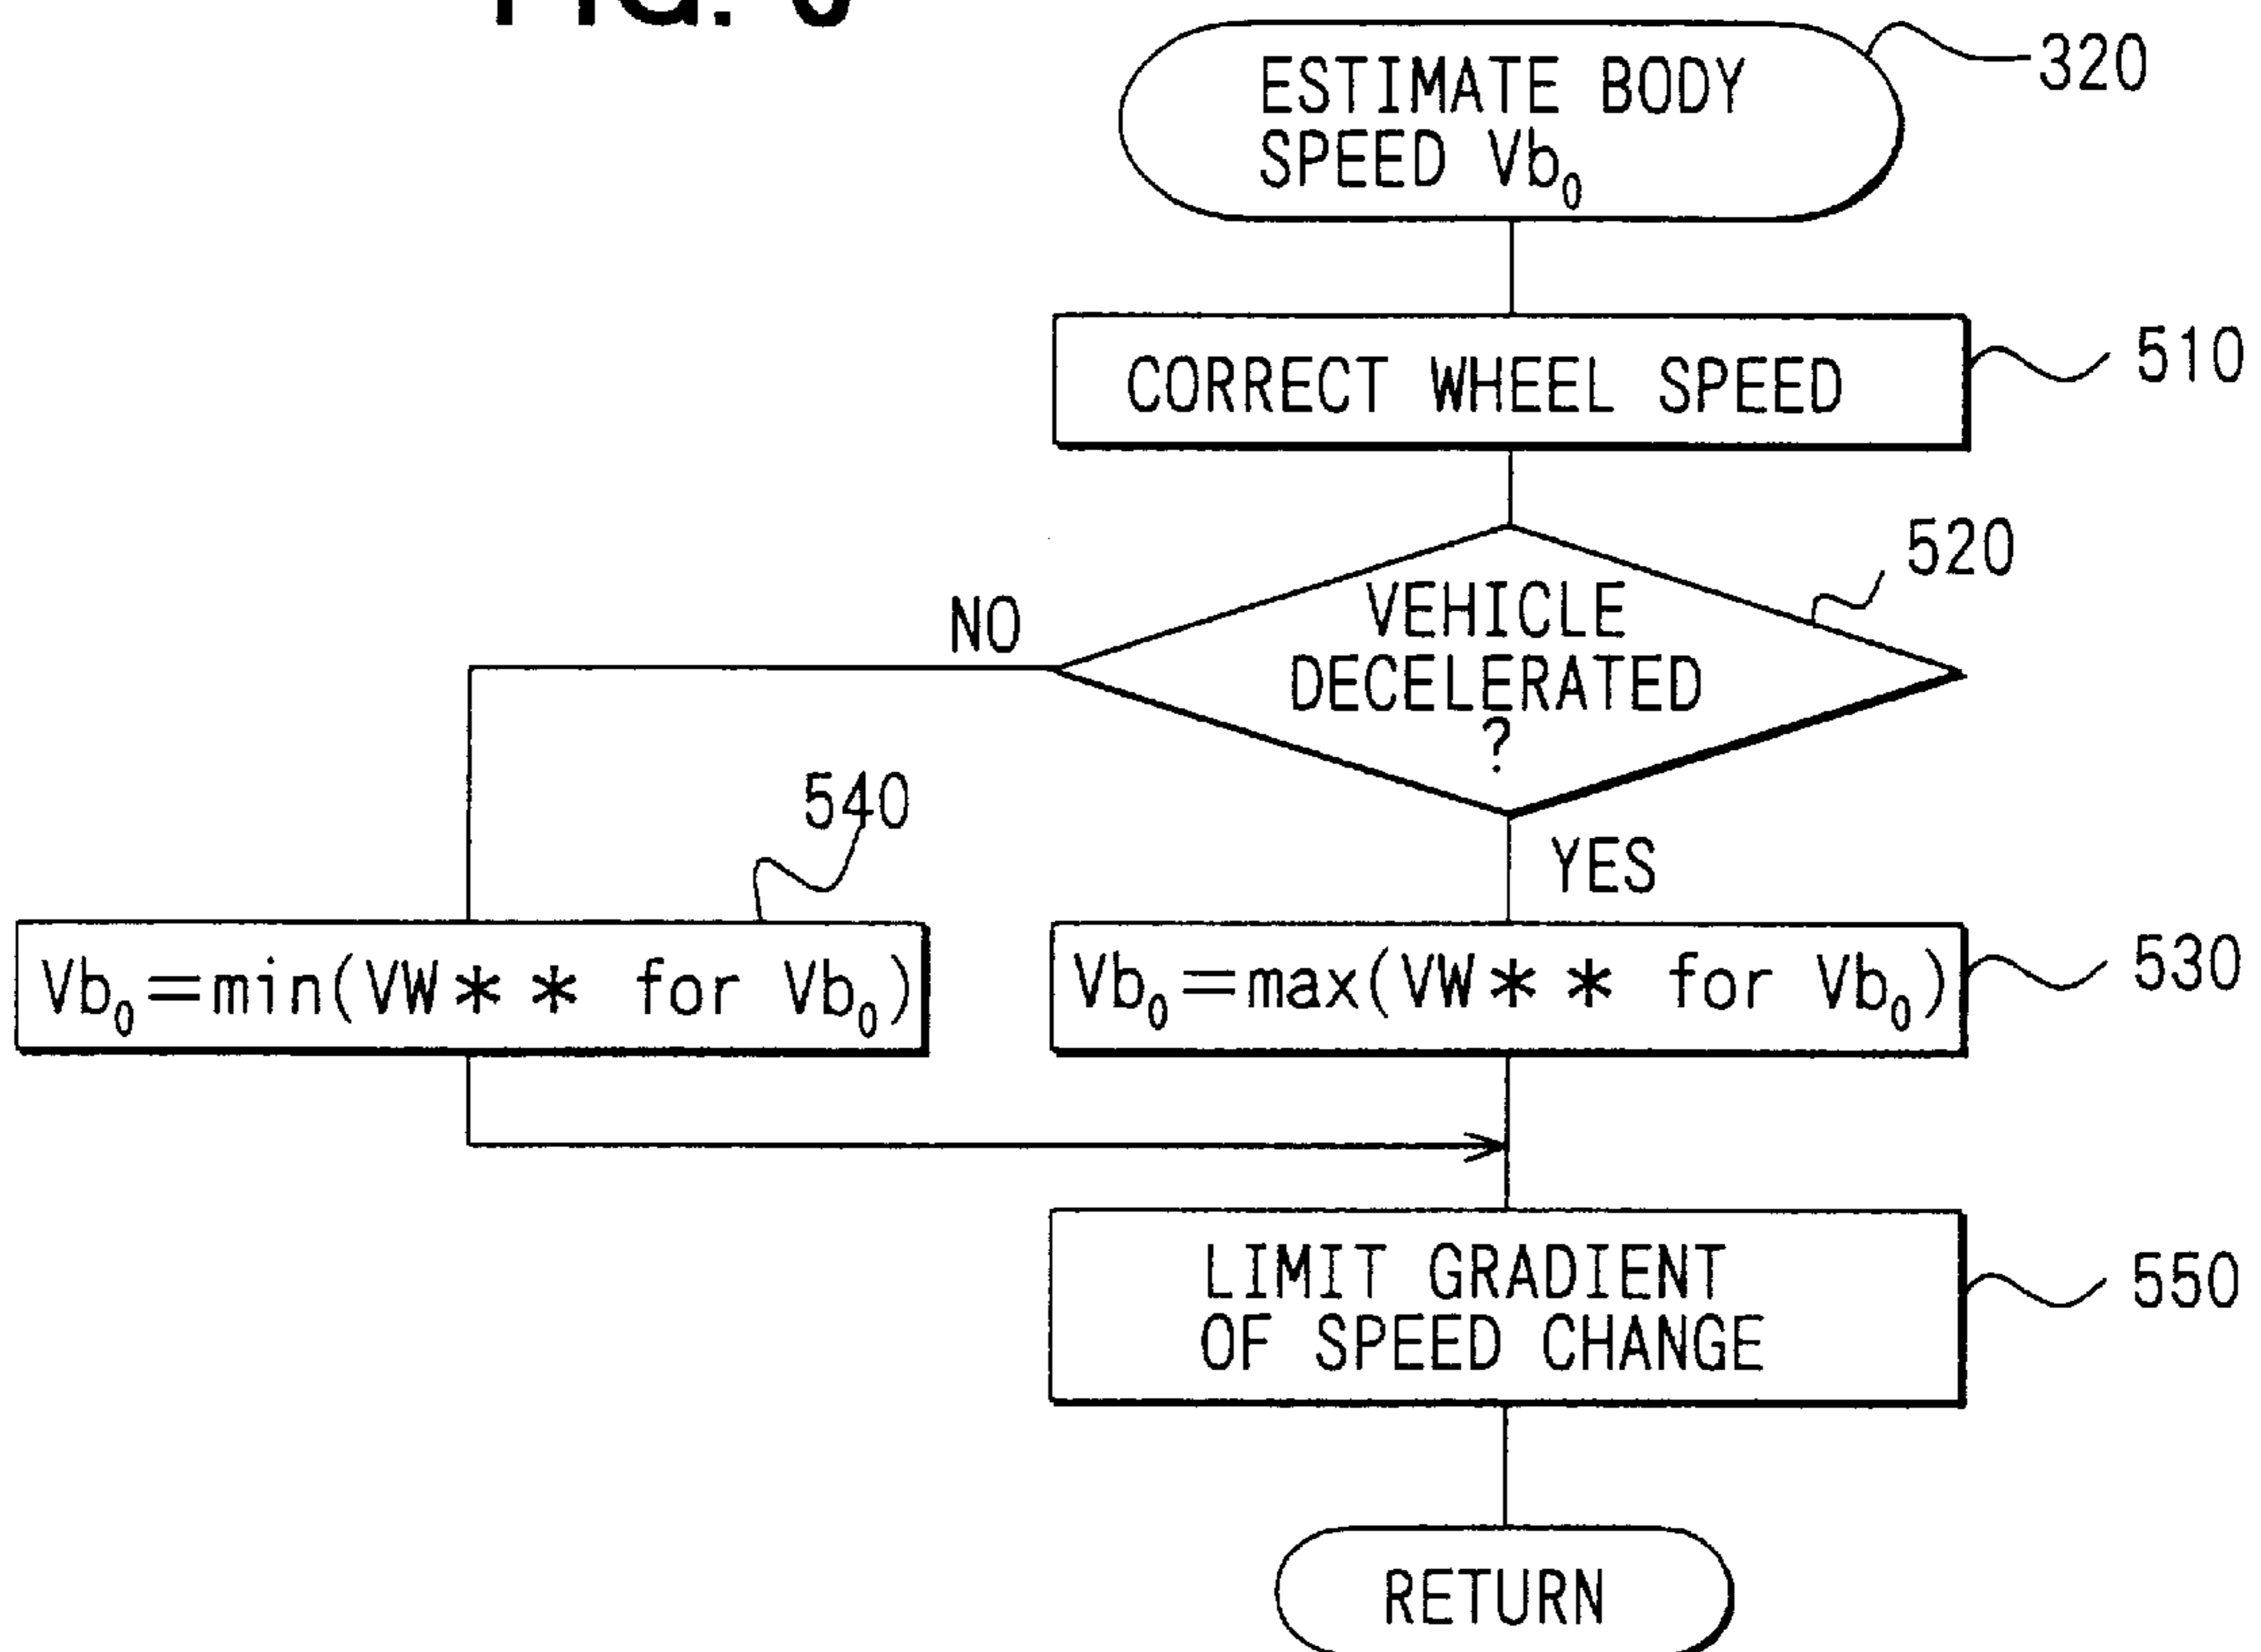 FIG.
ESTIMATE BODY
SPEED Vb₀
320
CORRECT WHEEL SPEED
510
VEHICLE
DECELERATED
?
520
NO
YES
540
Vb₀=min(VW** for Vb₀)
Vb₀=max(VW** for Vb₀)
530
LIMIT GRADIENT
OF SPEED CHANGE
550
RETURN